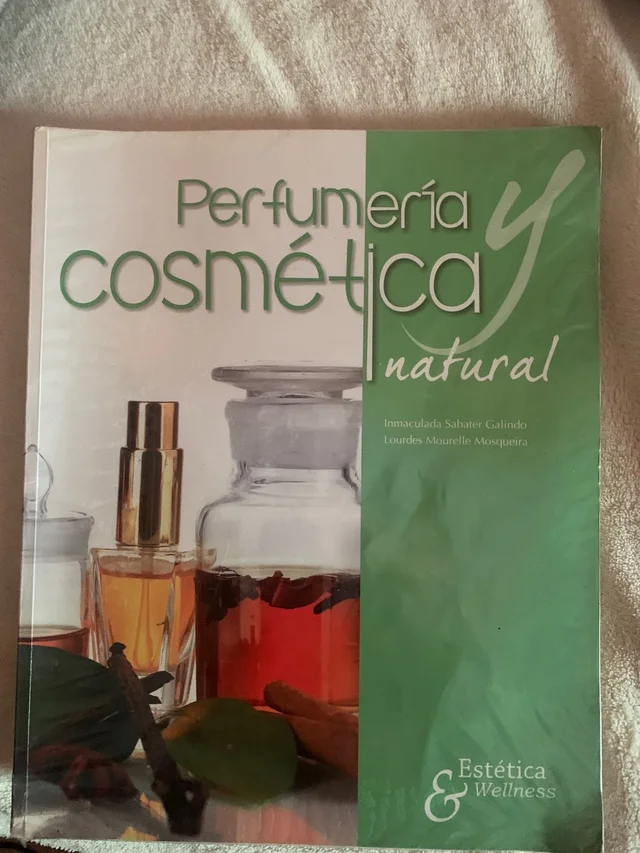 Perfumería y
cosmética
natural
Inmaculada Sabater Galindo
Lourdes Mourelle Mosqueira
Estética
& Wellness